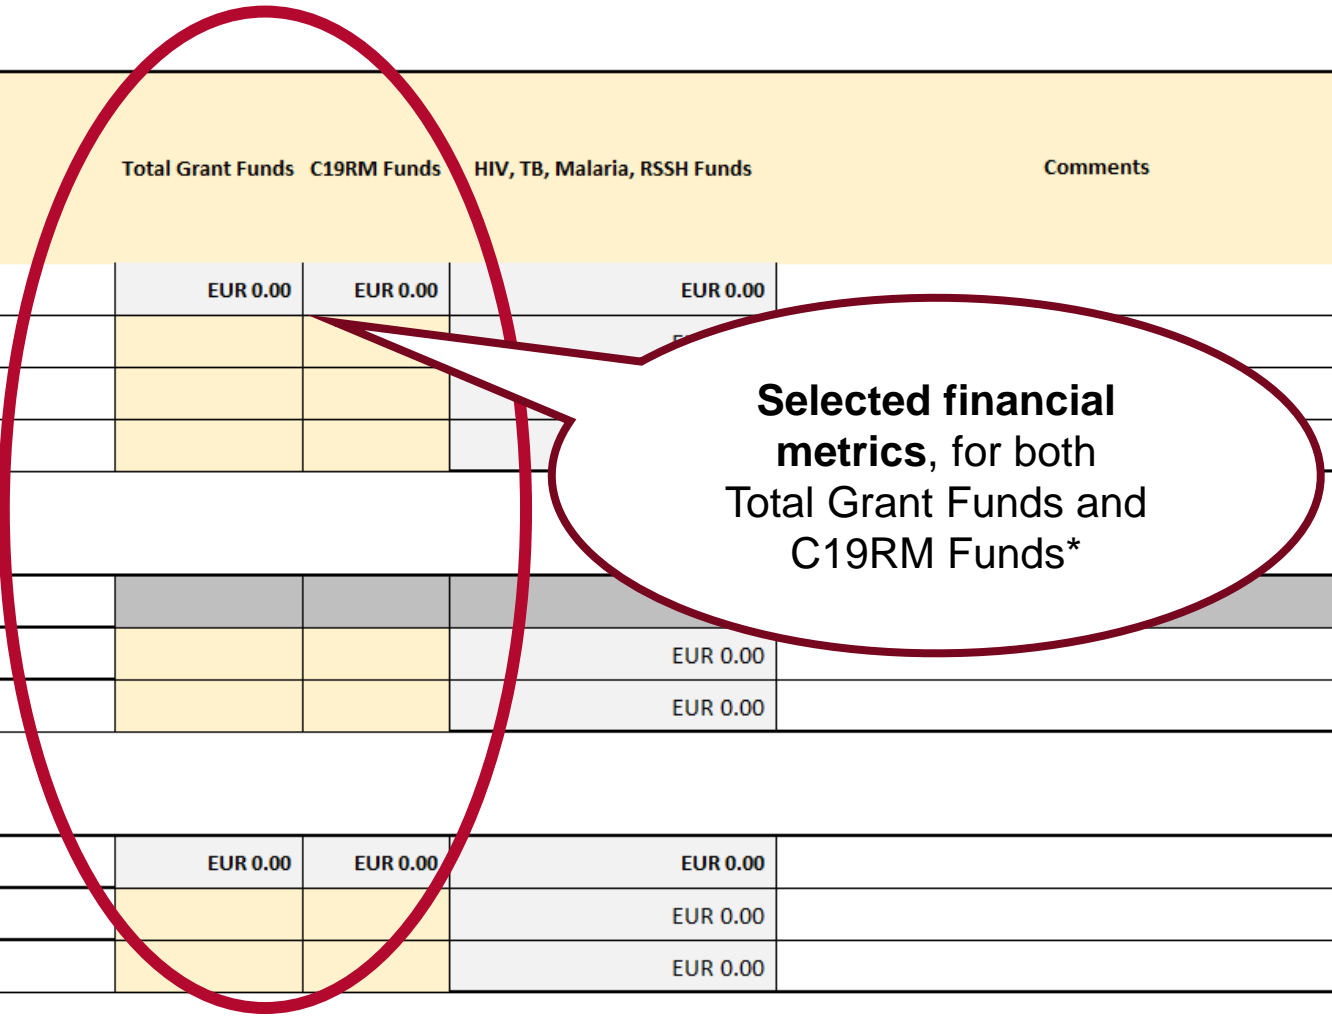 Total Grant Funds C19RM Funds HIV, TB, Malaria, RSSH Funds Comments
EUR 0.00 EUR 0.00 EUR 0.00
Selected financial
metrics, for both
Total Grant Funds and
C19RM Funds*
EUR 0.00
EUR 0.00
EUR 0.00 EUR 0.00 EUR 0.00
EUR 0.00
EUR 0.00